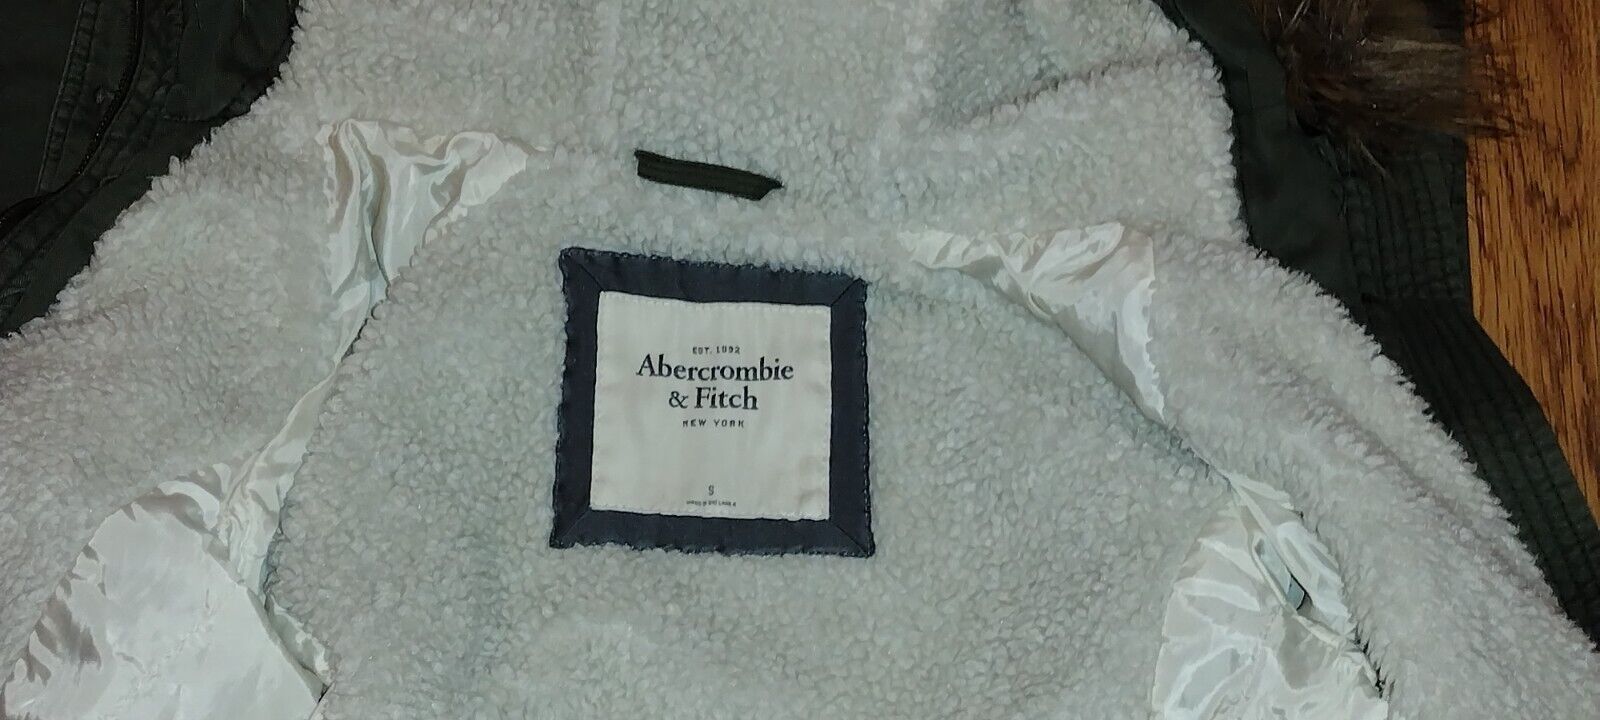 EST. 1892
Abercrombie
& Fitch
NEW YORK
S